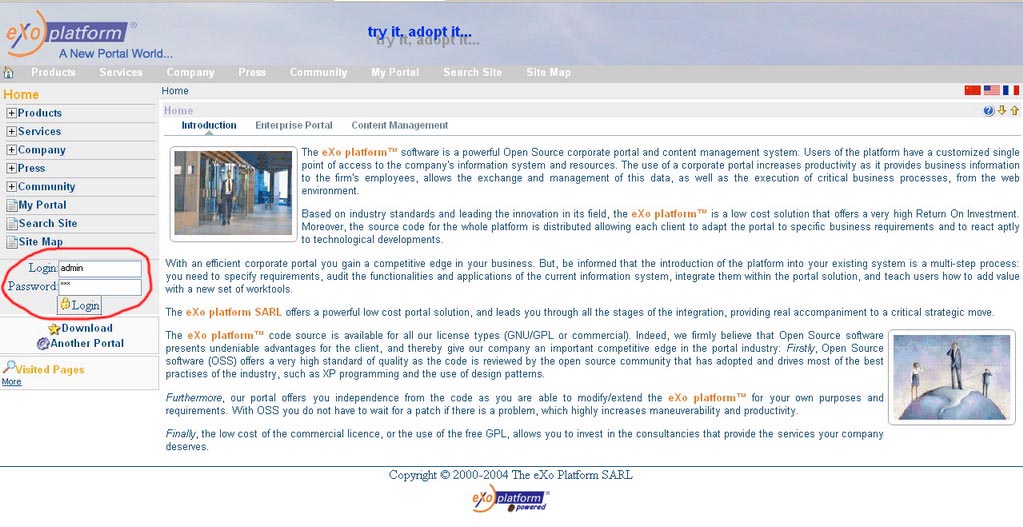 eXo platform®
A New Portal World...
try it, adopt it...
try it, adopt it...
Products Services Company Press Community My Portal Search Site Site Map
Home
Products
Services
Company
Press
Community
My Portal
Search Site
Site Map
Login: admin
Password: ***
Login
Download
Another Portal
Visited Pages
More
Home
Home
Introduction Enterprise Portal Content Management
The eXo platform™ software is a powerful Open Source corporate portal and content management system. Users of the platform have a customized single
point of access to the company's information system and resources. The use of a corporate portal increases productivity as it provides business information
to the firm's employees, allows the exchange and management of this data, as well as the execution of critical business processes, from the web
environment.
Based on industry standards and leading the innovation in its field, the eXo platform™ is a low cost solution that offers a very high Return On Investment.
Moreover, the source code for the whole platform is distributed allowing each client to adapt the portal to specific business requirements and to react aptly
to technological developments.
With an efficient corporate portal you gain a competitive edge in your business. But, be informed that the introduction of the platform into your existing system is a multi-step process:
you need to specify requirements, audit the functionalities and applications of the current information system, integrate them within the portal solution, and teach users how to add value
with a new set of worktools.
The eXo platform SARL offers a powerful low cost portal solution, and leads you through all the stages of the integration, providing real accompaniment to a critical strategic move.
The eXo platform™ code source is available for all our license types (GNU/GPL or commercial). Indeed, we firmly believe that Open Source software
presents undeniable advantages for the client, and thereby give our company an important competitive edge in the portal industry: Firstly, Open Source
software (OSS) offers a very high standard of quality as the code is reviewed by the open source community that has adopted and drives most of the best
practises of the industry, such as XP programming and the use of design patterns.
Furthermore, our portal offers you independence from the code as you are able to modify/extend the eXo platform™ for your own purposes and
requirements. With OSS you do not have to wait for a patch if there is a problem, which highly increases maneuverability and productivity.
Finally, the low cost of the commercial licence, or the use of the free GPL, allows you to invest in the consultancies that provide the services your company
deserves.
Copyright © 2000-2004 The eXo Platform SARL
eXo platform
powered